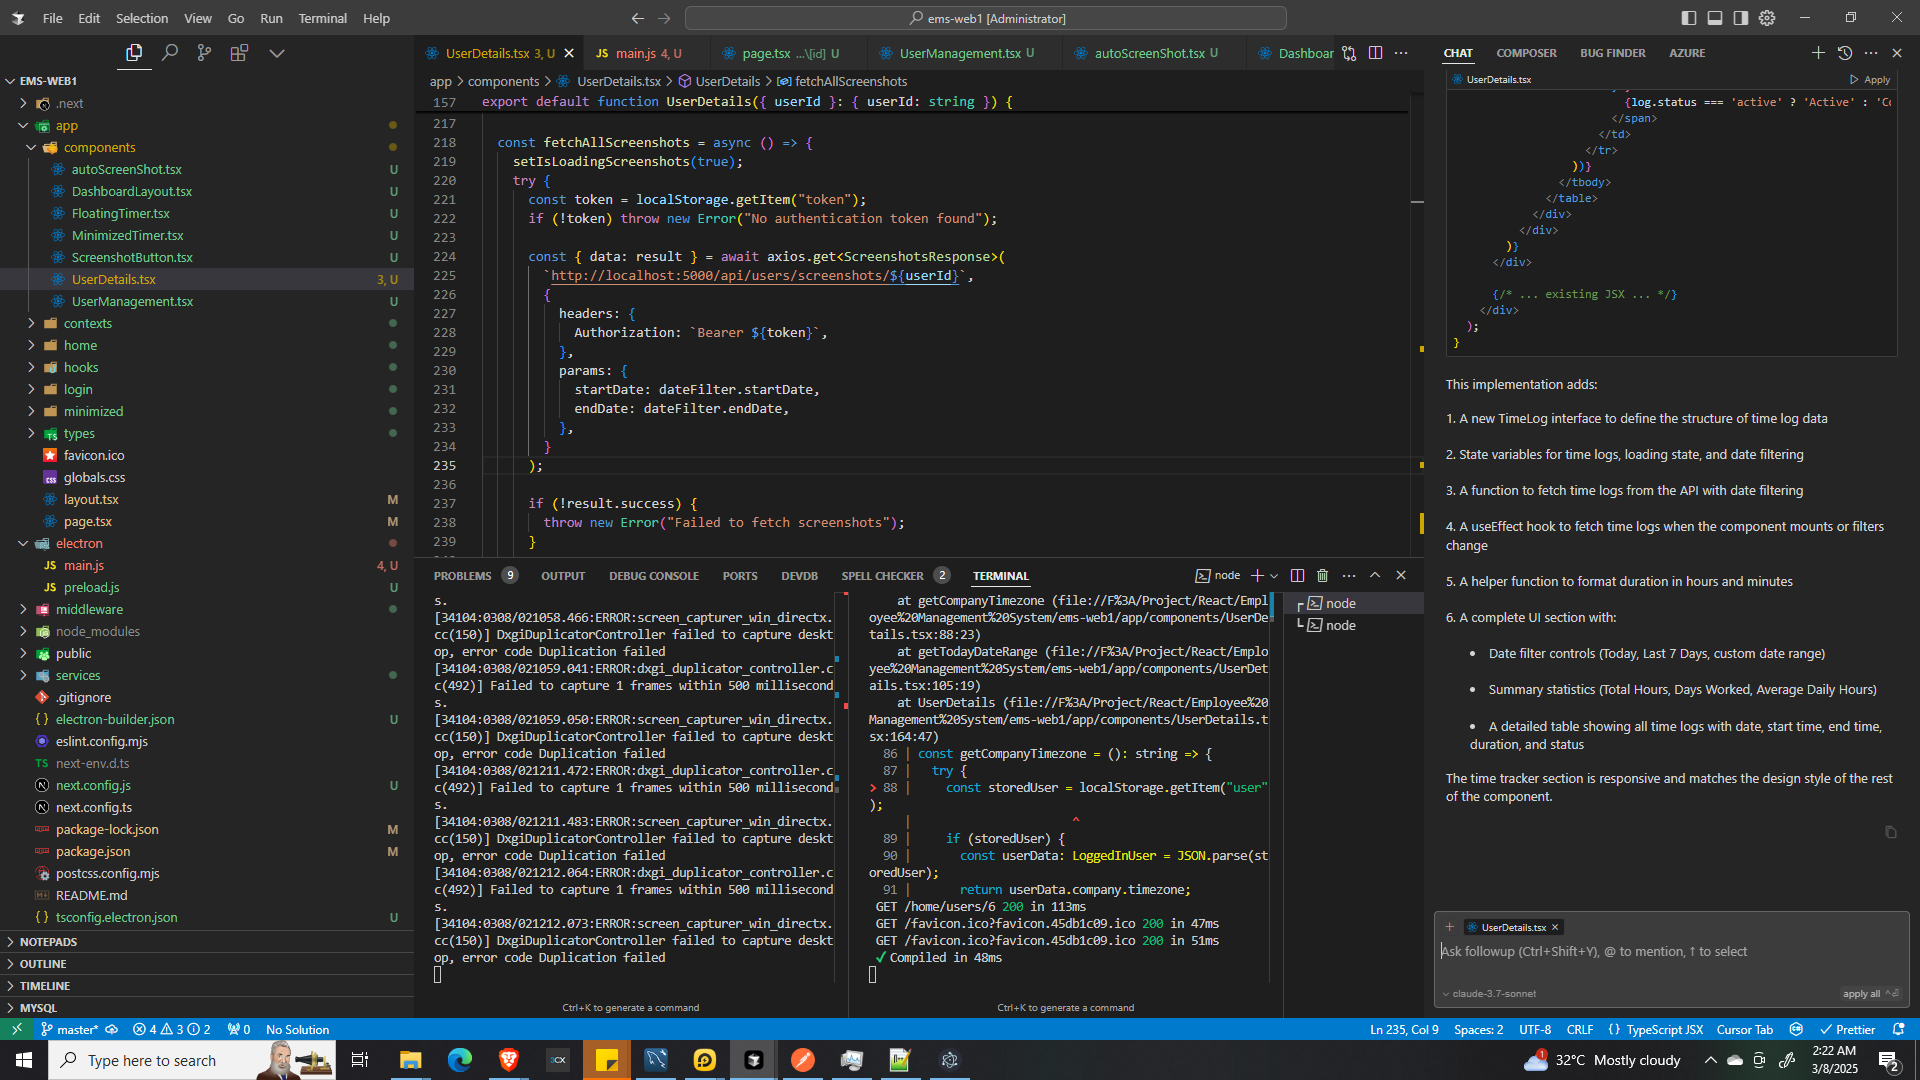 File Edit Selection View Go Run Terminal Help
ems-web1 [Administrator]
EMS-WEB1
.next
app
components
autoScreenShot.tsx U
DashboardLayout.tsx U
FloatingTimer.tsx U
MinimizedTimer.tsx U
ScreenshotButton.tsx U
UserDetails.tsx 3, U
UserManagement.tsx U
contexts
home
hooks
login
minimized
types
favicon.ico
globals.css
layout.tsx M
page.tsx M
electron
main.js 4, U
preload.js U
middleware
node_modules
public
services
.gitignore
electron-builder.json U
eslint.config.mjs
next-env.d.ts
next.config.js U
next.config.ts
package-lock.json M
package.json M
postcss.config.mjs
README.md
tsconfig.electron.json U
NOTEPADS
OUTLINE
TIMELINE
MYSQL
UserDetails.tsx 3, U main.js 4, U page.tsx ...\[id] U UserManagement.tsx U autoScreenShot.tsx U Dashboar
app > components > UserDetails.tsx > UserDetails > fetchAllScreenshots
157 export default function UserDetails({ userId }: { userId: string }) {
217
218 const fetchAllScreenshots = async () => {
219 setIsLoadingScreenshots(true);
220 try {
221 const token = localStorage.getItem("token");
222 if (!token) throw new Error("No authentication token found");
223
224 const { data: result } = await axios.get<ScreenshotsResponse>(
225 `http://localhost:5000/api/users/screenshots/${userId}`,
226 {
227 headers: {
228 Authorization: `Bearer ${token}`,
229 },
230 params: {
231 startDate: dateFilter.startDate,
232 endDate: dateFilter.endDate,
233 },
234 }
235 );
236
237 if (!result.success) {
238 throw new Error("Failed to fetch screenshots");
239 }
PROBLEMS 9 OUTPUT DEBUG CONSOLE PORTS DEVDB SPELL CHECKER 2 TERMINAL node
s.
[34104:0308/021058.466:ERROR:screen_capturer_win_directx.
cc(150)] DxgiDuplicatorController failed to capture deskt
op, error code Duplication failed
[34104:0308/021059.041:ERROR:dxgi_duplicator_controller.c
c(492)] Failed to capture 1 frames within 500 millisecond
s.
[34104:0308/021059.050:ERROR:screen_capturer_win_directx.
cc(150)] DxgiDuplicatorController failed to capture deskt
op, error code Duplication failed
[34104:0308/021211.472:ERROR:dxgi_duplicator_controller.c
c(492)] Failed to capture 1 frames within 500 millisecond
s.
[34104:0308/021211.483:ERROR:screen_capturer_win_directx.
cc(150)] DxgiDuplicatorController failed to capture deskt
op, error code Duplication failed
[34104:0308/021212.064:ERROR:dxgi_duplicator_controller.c
c(492)] Failed to capture 1 frames within 500 millisecond
s.
[34104:0308/021212.073:ERROR:screen_capturer_win_directx.
cc(150)] DxgiDuplicatorController failed to capture deskt
op, error code Duplication failed
Ctrl+K to generate a command
at getCompanyTimezone (file://F%3A/Project/React/Empl
oyee%20Management%20System/ems-web1/app/components/UserDe
tails.tsx:88:23)
at getTodayDateRange (file://F%3A/Project/React/Emplo
yee%20Management%20System/ems-web1/app/components/UserDet
ails.tsx:105:19)
at UserDetails (file://F%3A/Project/React/Employee%20
Management%20System/ems-web1/app/components/UserDetails.t
sx:164:47)
86 | const getCompanyTimezone = (): string => {
87 | try {
> 88 | const storedUser = localStorage.getItem("user"
);
| ^
89 | if (storedUser) {
90 | const userData: LoggedInUser = JSON.parse(st
oredUser);
91 | return userData.company.timezone;
GET /home/users/6 200 in 113ms
GET /favicon.ico?favicon.45db1c09.ico 200 in 47ms
GET /favicon.ico?favicon.45db1c09.ico 200 in 51ms
✓ Compiled in 48ms
Ctrl+K to generate a command
node
node
CHAT COMPOSER BUG FINDER AZURE
UserDetails.tsx Apply
{log.status === 'active' ? 'Active' : 'Co
</span>
</td>
</tr>
))}
</tbody>
</table>
</div>
</div>
)}
</div>
{/* ... existing JSX ... */}
</div>
);
}
This implementation adds:
1. A new TimeLog interface to define the structure of time log data
2. State variables for time logs, loading state, and date filtering
3. A function to fetch time logs from the API with date filtering
4. A useEffect hook to fetch time logs when the component mounts or filters
change
5. A helper function to format duration in hours and minutes
6. A complete UI section with:
• Date filter controls (Today, Last 7 Days, custom date range)
• Summary statistics (Total Hours, Days Worked, Average Daily Hours)
• A detailed table showing all time logs with date, start time, end time,
duration, and status
The time tracker section is responsive and matches the design style of the rest
of the component.
UserDetails.tsx
Ask followup (Ctrl+Shift+Y), @ to mention, ↑ to select
claude-3.7-sonnet apply all
master* 4 3 2 0 No Solution Ln 235, Col 9 Spaces: 2 UTF-8 CRLF {} TypeScript JSX Cursor Tab Prettier
Type here to search
1 32°C Mostly cloudy
2:22 AM
3/8/2025
2